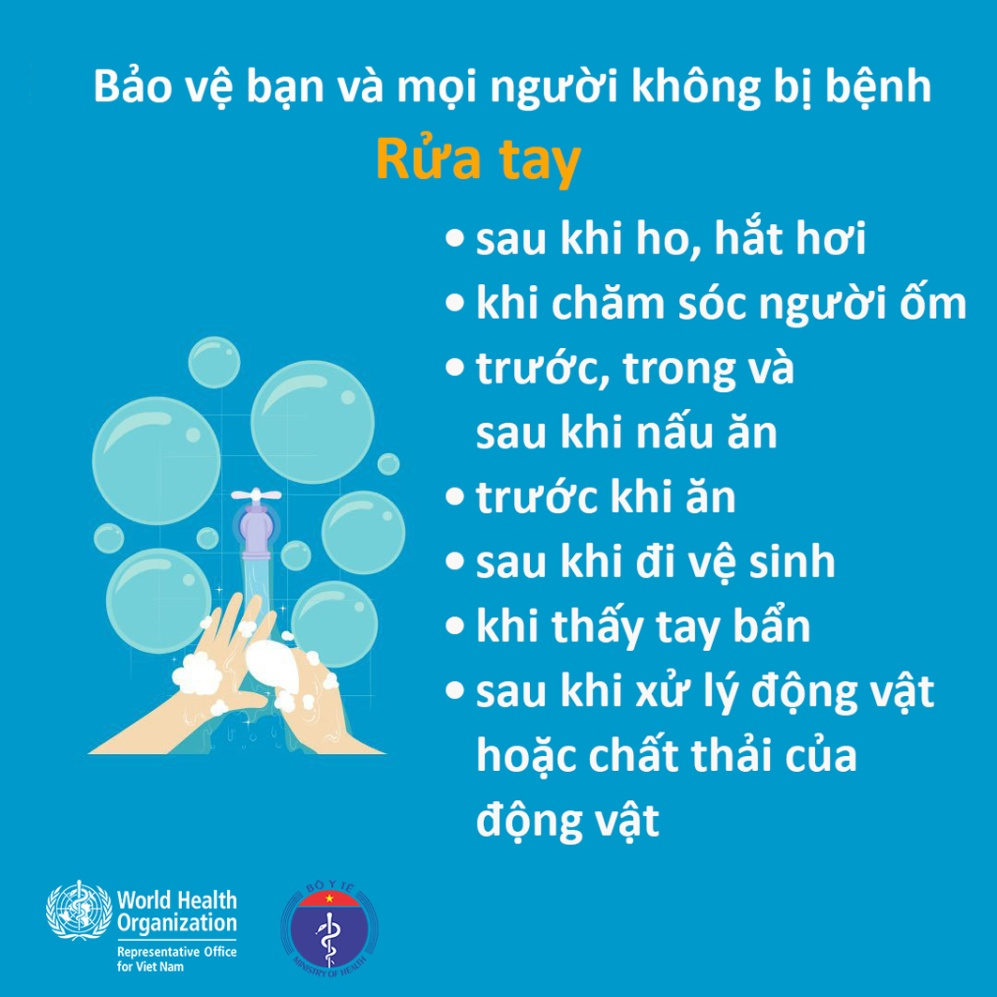 Bảo vệ bạn và mọi người không bị bệnh
Rửa tay
• sau khi ho, hắt hơi
• khi chăm sóc người ốm
• trước, trong và
sau khi nấu ăn
• trước khi ăn
• sau khi đi vệ sinh
• khi thấy tay bẩn
• sau khi xử lý động vật
hoặc chất thải của
động vật
World Health
Organization
Representative Office
for Viet Nam
BỘ Y TẾ
MINISTRY OF HEALTH